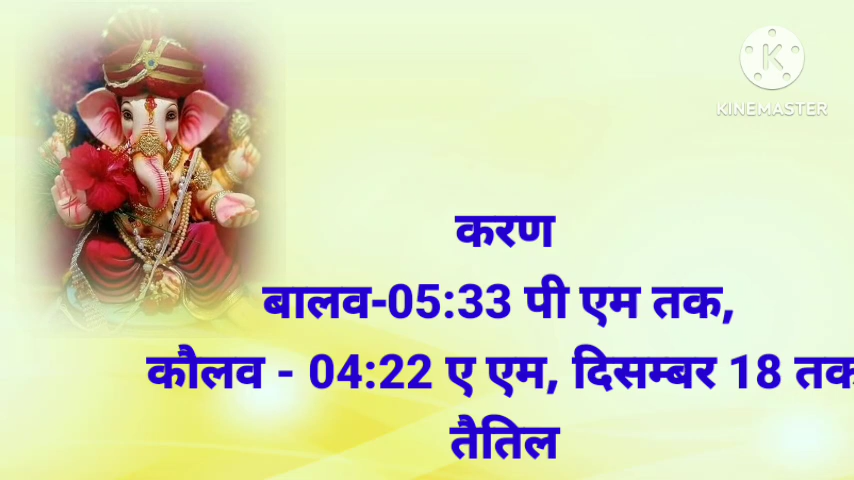 KINEMASTER
करण
बालव-05:33 पी एम तक,
कौलव - 04:22 ए एम, दिसम्बर 18 तक
तैतिल